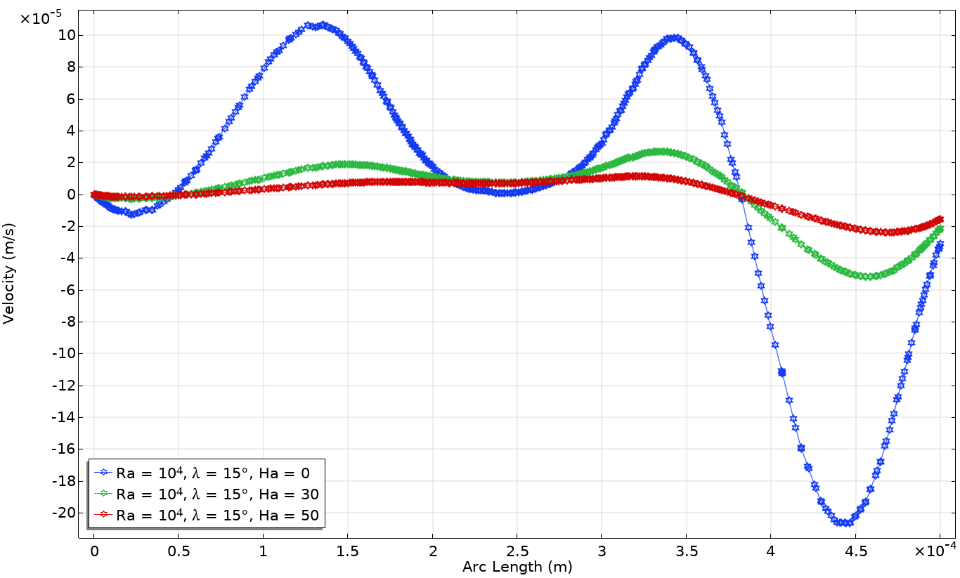 ×10⁻⁵
10
8
6
4
2
0
-2
-4
-6
-8
-10
-12
-14
-16
-18
-20
Velocity (m/s)
Ra = 10⁴, λ = 15°, Ha = 0
Ra = 10⁴, λ = 15°, Ha = 30
Ra = 10⁴, λ = 15°, Ha = 50
0 0.5 1 1.5 2 2.5 3 3.5 4 4.5 ×10⁻⁴
Arc Length (m)